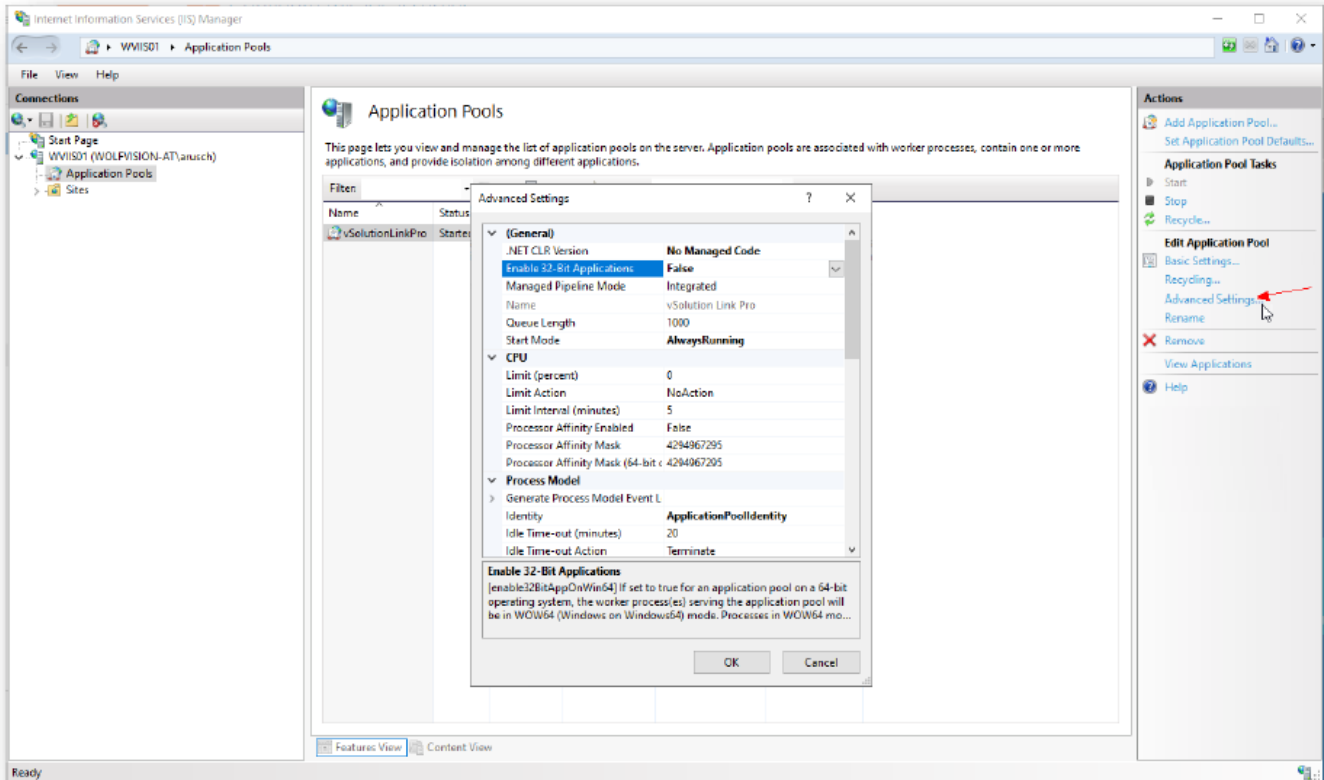 Internet Information Services (IIS) Manager
WVIIS01 Application Pools
File View Help
Connections
Start Page
WVIIS01 (WOLFVISION-AT\arusch)
Application Pools
Sites
Application Pools
This page lets you view and manage the list of application pools on the server. Application pools are associated with worker processes, contain one or more
applications, and provide isolation among different applications.
Filter:
Name Status
vSolutionLinkPro Started
Advanced Settings ?
(General)
.NET CLR Version No Managed Code
Enable 32-Bit Applications False
Managed Pipeline Mode Integrated
Name vSolution Link Pro
Queue Length 1000
Start Mode AlwaysRunning
CPU
Limit (percent) 0
Limit Action NoAction
Limit Interval (minutes) 5
Processor Affinity Enabled False
Processor Affinity Mask 4294967295
Processor Affinity Mask (64-bit c 4294967295
Process Model
Generate Process Model Event L
Identity ApplicationPoolIdentity
Idle Time-out (minutes) 20
Idle Time-out Action Terminate
Enable 32-Bit Applications
[enable32BitAppOnWin64] If set to true for an application pool on a 64-bit
operating system, the worker process(es) serving the application pool will
be in WOW64 (Windows on Windows64) mode. Processes in WOW64 mo...
OK Cancel
Features View Content View
Actions
Add Application Pool...
Set Application Pool Defaults...
Application Pool Tasks
Start
Stop
Recycle...
Edit Application Pool
Basic Settings...
Recycling...
Advanced Settings...
Rename
Remove
View Applications
Help
Ready